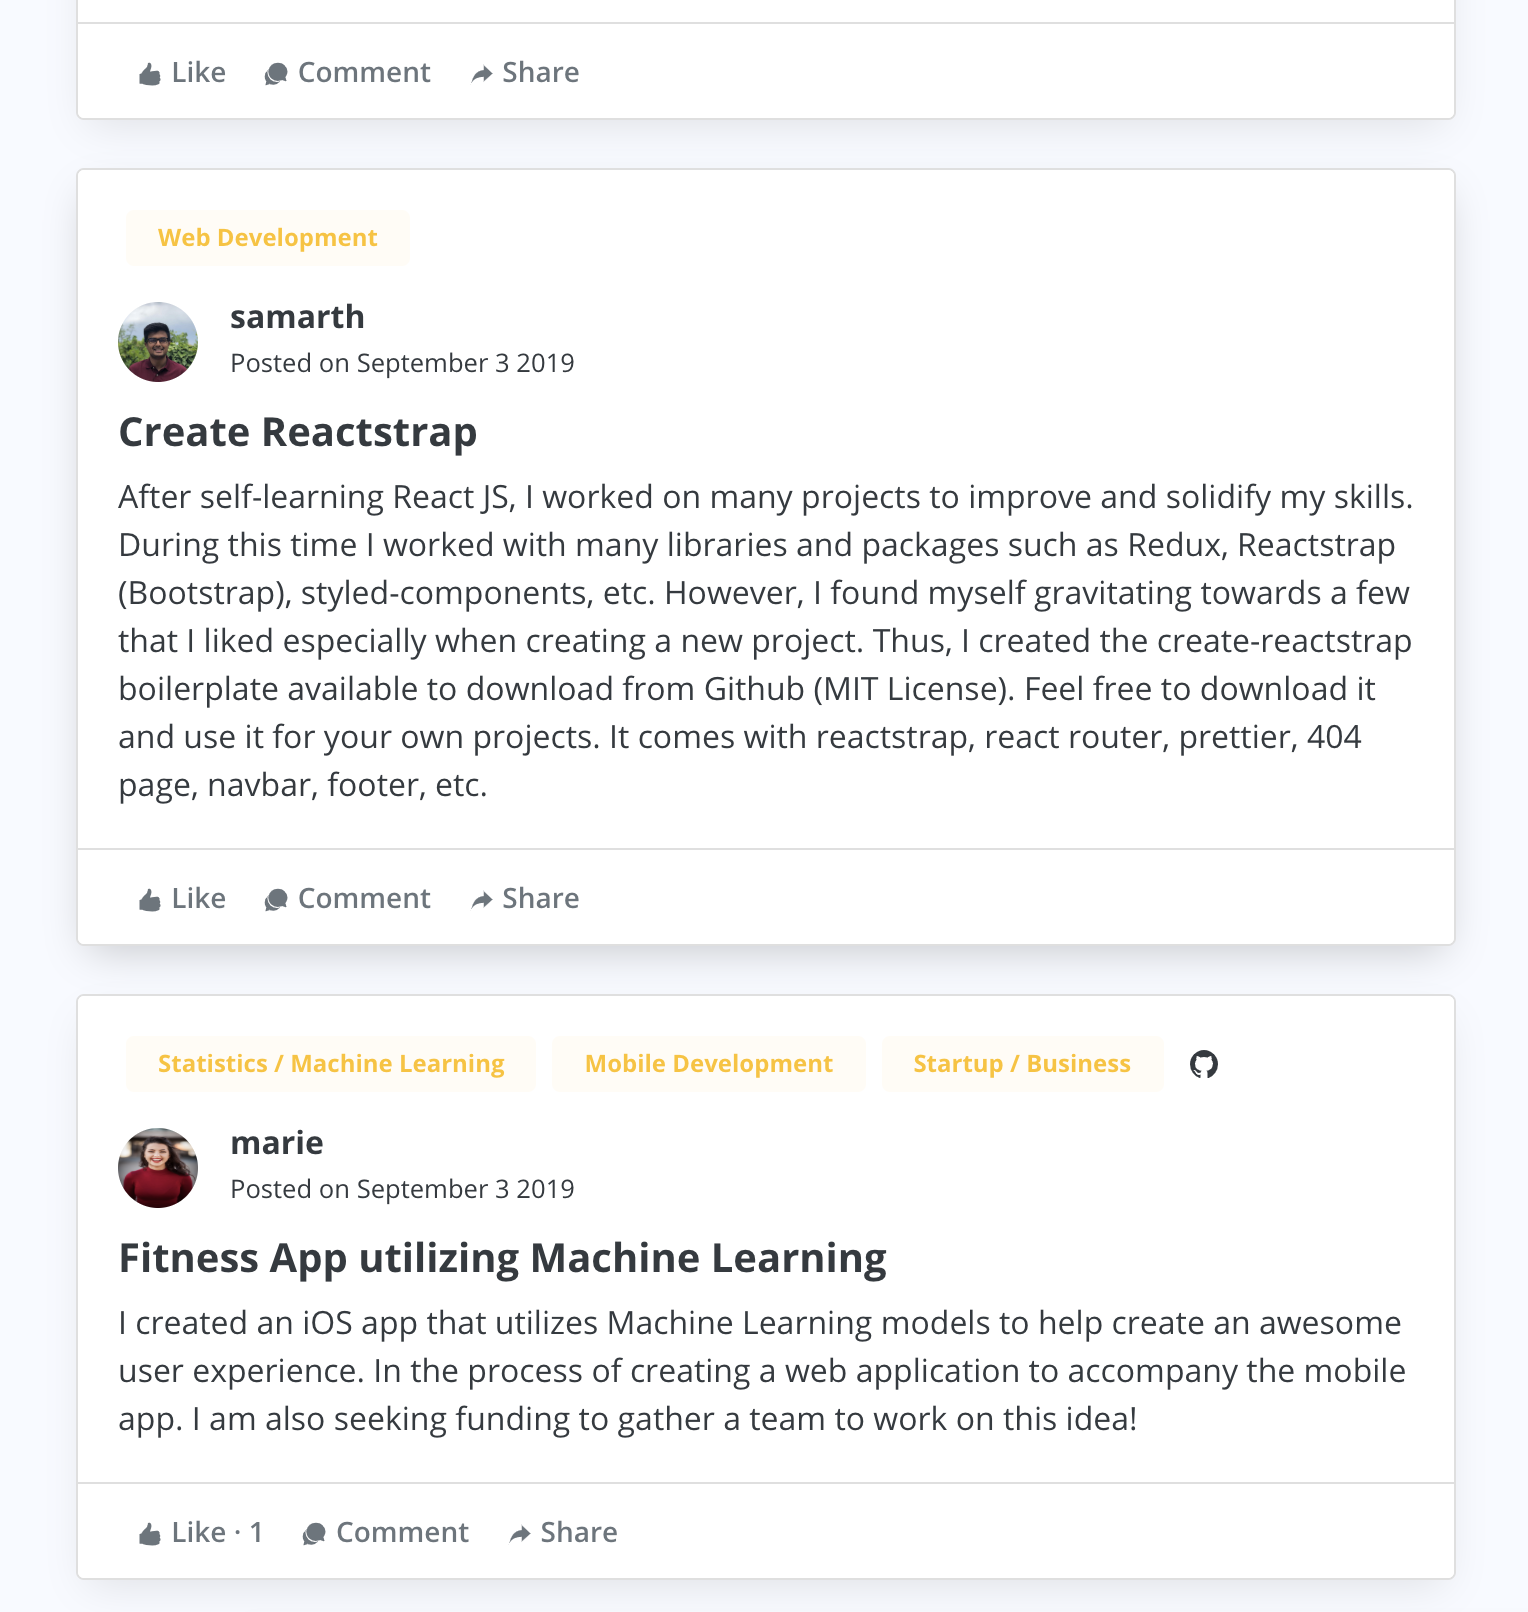 Like Comment Share
Web Development
samarth
Posted on September 3 2019
Create Reactstrap
After self-learning React JS, I worked on many projects to improve and solidify my skills.
During this time I worked with many libraries and packages such as Redux, Reactstrap
(Bootstrap), styled-components, etc. However, I found myself gravitating towards a few
that I liked especially when creating a new project. Thus, I created the create-reactstrap
boilerplate available to download from Github (MIT License). Feel free to download it
and use it for your own projects. It comes with reactstrap, react router, prettier, 404
page, navbar, footer, etc.
Like Comment Share
Statistics / Machine Learning Mobile Development Startup / Business
marie
Posted on September 3 2019
Fitness App utilizing Machine Learning
I created an iOS app that utilizes Machine Learning models to help create an awesome
user experience. In the process of creating a web application to accompany the mobile
app. I am also seeking funding to gather a team to work on this idea!
Like · 1 Comment Share